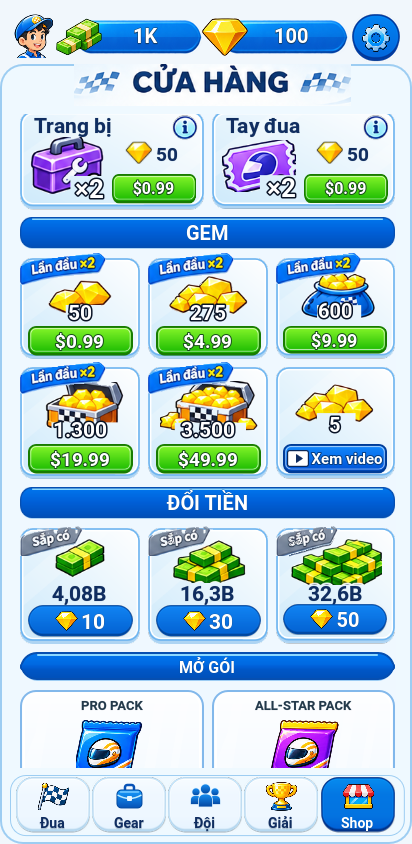 1K 100
CỬA HÀNG
Trang bị Tay đua
50 50
×2 $0.99 ×2 $0.99
GEM
Lần đầu ×2 Lần đầu ×2 Lần đầu ×2
50 275 600
$0.99 $4.99 $9.99
Lần đầu ×2 Lần đầu ×2
1.300 3.500 5
$19.99 $49.99 Xem video
ĐỔI TIỀN
Sắp có Sắp có Sắp có
4,08B 16,3B 32,6B
10 30 50
MỞ GÓI
PRO PACK ALL-STAR PACK
Đua Gear Đội Giải Shop